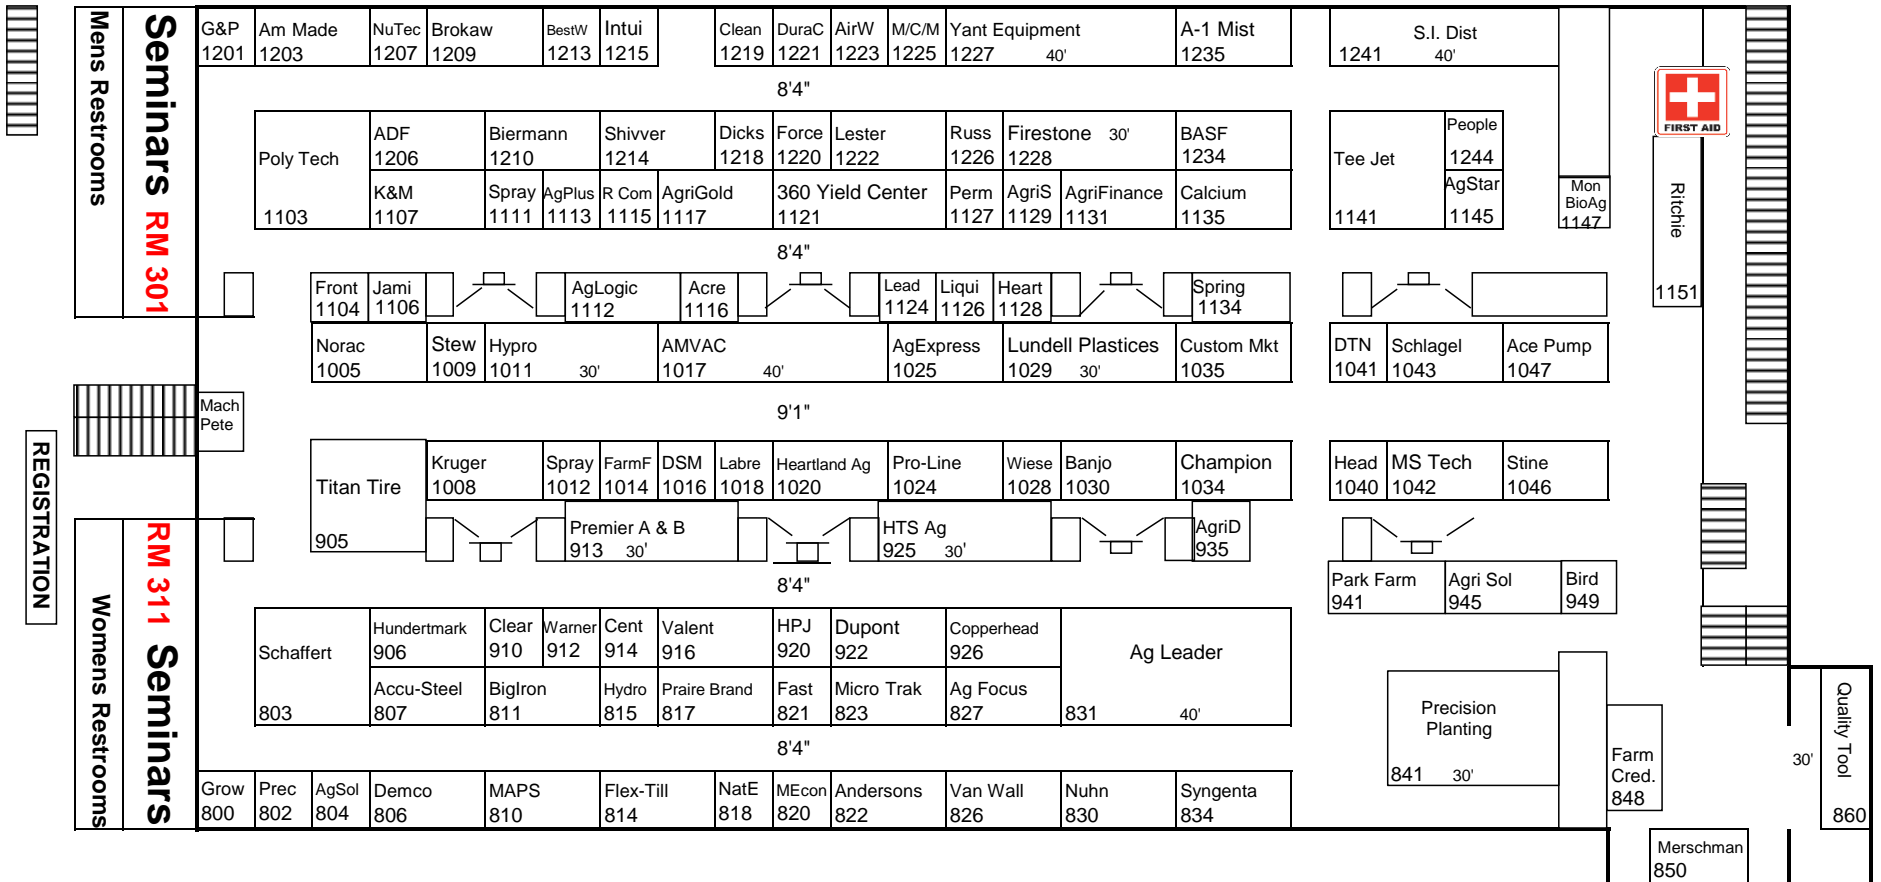 Mens Restrooms
Seminars RM 301
G&P
1201
Am Made
1203
NuTec
1207
Brokaw
1209
BestW
1213
Intui
1215
Clean
1219
DuraC
1221
AirW
1223
M/C/M
1225
Yant Equipment
1227 40'
A-1 Mist
1235
S.I. Dist
1241 40'
8'4"
FIRST AID
Poly Tech
1103
ADF
1206
Biermann
1210
Shivver
1214
Dicks
1218
Force
1220
Lester
1222
Russ
1226
Firestone 30'
1228
BASF
1234
Tee Jet
1141
People
1244
K&M
1107
Spray
1111
AgPlus
1113
R Com
1115
AgriGold
1117
360 Yield Center
1121
Perm
1127
AgriS
1129
AgriFinance
1131
Calcium
1135
AgStar
1145
Mon
BioAg
1147
Ritchie
1151
8'4"
Front
1104
Jami
1106
AgLogic
1112
Acre
1116
Lead
1124
Liqui
1126
Heart
1128
Spring
1134
Norac
1005
Stew
1009
Hypro
1011 30'
AMVAC
1017 40'
AgExpress
1025
Lundell Plastices
1029 30'
Custom Mkt
1035
DTN
1041
Schlagel
1043
Ace Pump
1047
Mach
Pete
9'1"
REGISTRATION
Titan Tire
905
Kruger
1008
Spray
1012
FarmF
1014
DSM
1016
Labre
1018
Heartland Ag
1020
Pro-Line
1024
Wiese
1028
Banjo
1030
Champion
1034
Head
1040
MS Tech
1042
Stine
1046
Premier A & B
913 30'
HTS Ag
925 30'
AgriD
935
RM 311 Seminars
Womens Restrooms
8'4"
Park Farm
941
Agri Sol
945
Bird
949
Schaffert
803
Hundertmark
906
Clear
910
Warner
912
Cent
914
Valent
916
HPJ
920
Dupont
922
Copperhead
926
Ag Leader
831 40'
Accu-Steel
807
BigIron
811
Hydro
815
Praire Brand
817
Fast
821
Micro Trak
823
Ag Focus
827
Precision
Planting
841 30'
Farm
Cred.
848
30'
Quality Tool
860
8'4"
Grow
800
Prec
802
AgSol
804
Demco
806
MAPS
810
Flex-Till
814
NatE
818
MEcon
820
Andersons
822
Van Wall
826
Nuhn
830
Syngenta
834
Merschman
850